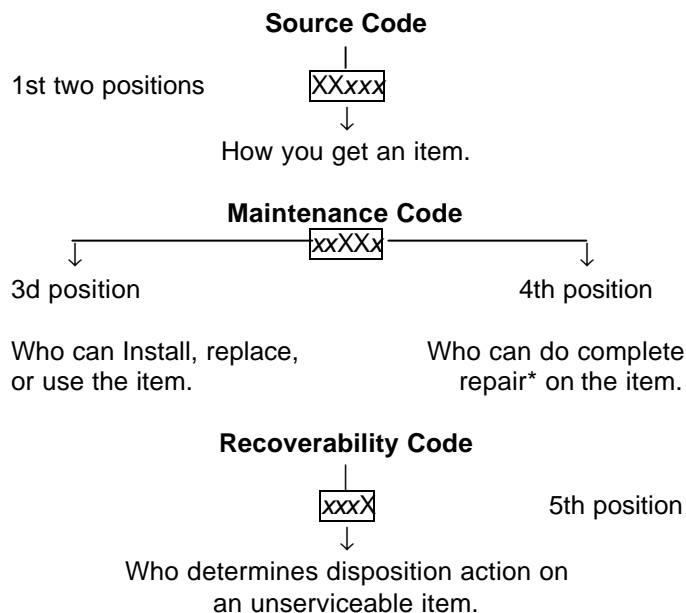 Source Code
1st two positions XXxxx
How you get an item.
Maintenance Code
xxXXx
3d position 4th position
Who can Install, replace, Who can do complete
or use the item. repair* on the item.
Recoverability Code
xxxX 5th position
Who determines disposition action on
an unserviceable item.